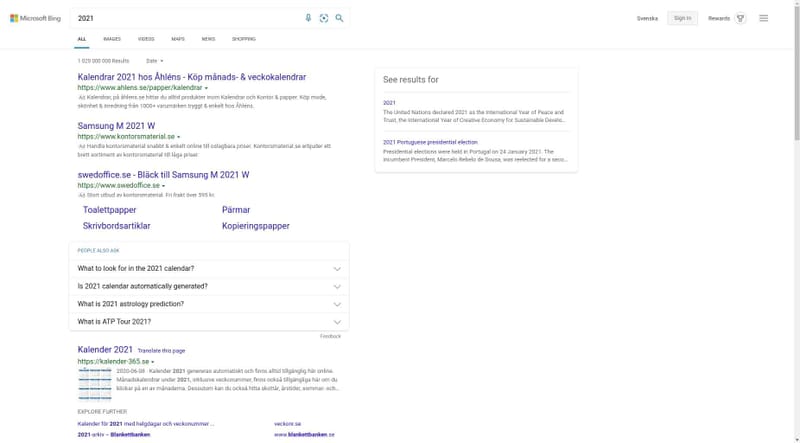 Microsoft Bing
2021
Svenska
Sign in
Rewards
ALL
IMAGES
VIDEOS
MAPS
NEWS
SHOPPING
1 020 000 000 Results
Date
Kalendrar 2021 hos Åhléns - Köp månads- & veckokalendrar
https://www.ahlens.se/papper/kalendrar
Ad Kalendrar, på åhlens.se hittar du alltid produkter inom Kalendrar och Kontor & papper. Köp mode,
skönhet & inredning från 1000+ varumärken tryggt & enkelt hos Åhléns.
Samsung M 2021 W
https://www.kontorsmaterial.se
Ad Handla kontorsmaterial snabbt & enkelt online till oslagbara priser. Kontorsmaterial.se erbjuder ett
brett sortiment av kontorsmaterial till låga priser
swedoffice.se - Bläck till Samsung M 2021 W
https://www.swedoffice.se
Ad Stort utbud av kontorsmaterial. Fri frakt över 595 kr.
Toalettpapper
Pärmar
Skrivbordsartiklar
Kopieringspapper
PEOPLE ALSO ASK
What to look for in the 2021 calendar?
Is 2021 calendar automatically generated?
What is 2021 astrology prediction?
What is ATP Tour 2021?
Feedback
Kalender 2021 Translate this page
https://kalender-365.se
2020-06-08 · Kalender 2021 genereras automatiskt och finns alltid tillgänglig här online.
Månadskalendrar under 2021, inklusive veckonummer, finns också tillgängliga här om du
klickar på en av månaderna. Dessutom kan du också hitta skottår, årstider, sommar- och...
EXPLORE FURTHER
Kalender för 2021 med helgdagar och veckonummer ...
veckonr.se
2021-arkiv – Blankettbanken
www.blankettbanken.se
See results for
2021
The United Nations declared 2021 as the International Year of Peace and
Trust, the International Year of Creative Economy for Sustainable Develo...
2021 Portuguese presidential election
Presidential elections were held in Portugal on 24 January 2021. The
incumbent President, Marcelo Rebelo de Sousa, was reelected for a seco...